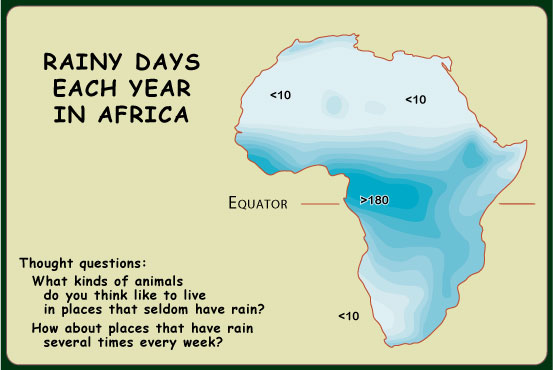 RAINY DAYS
EACH YEAR
IN AFRICA
<10
<10
>180
EQUATOR
<10
Thought questions:
What kinds of animals
do you think like to live
in places that seldom have rain?
How about places that have rain
several times every week?